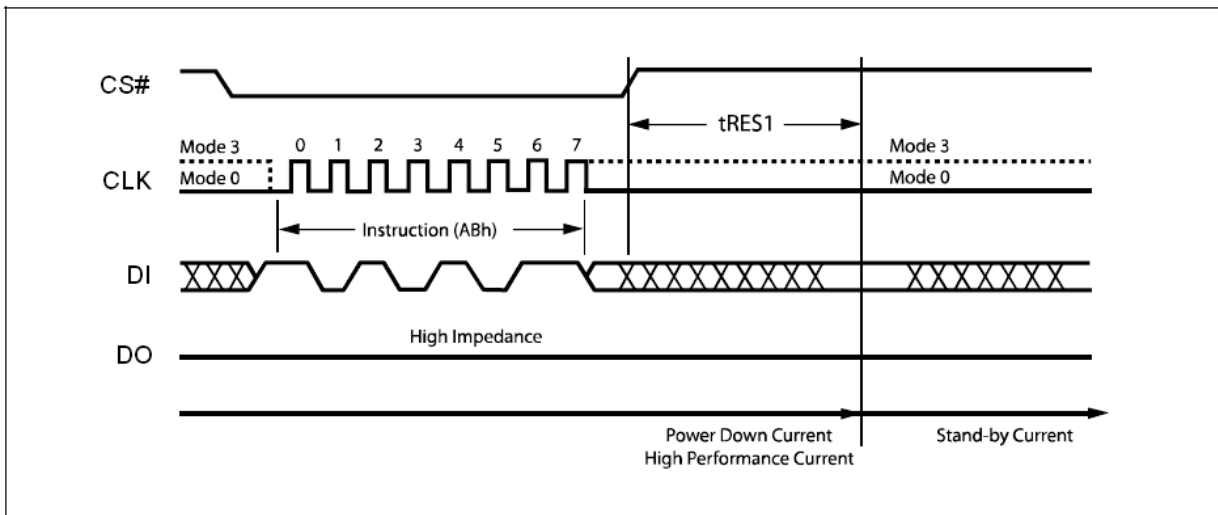 CS#
tRES1
Mode 3
0 1 2 3 4 5 6 7
Mode 3
CLK
Mode 0
Mode 0
Instruction (ABh)
DI
High Impedance
DO
Power Down Current
High Performance Current
Stand-by Current